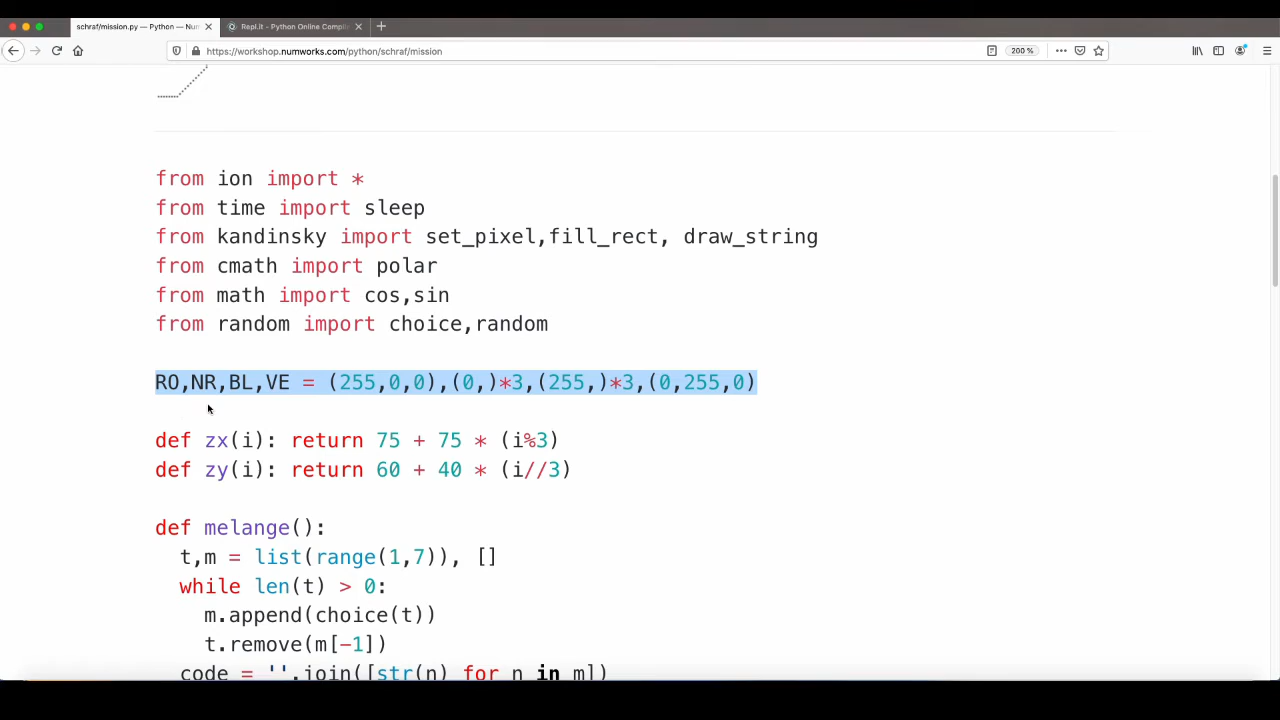 schraf/mission.py — Python — Num
Repl.it - Python Online Compile
https://workshop.numworks.com/python/schraf/mission
200 %
from ion import *
from time import sleep
from kandinsky import set_pixel,fill_rect, draw_string
from cmath import polar
from math import cos,sin
from random import choice,random
RO,NR,BL,VE = (255,0,0),(0,)*3,(255,)*3,(0,255,0)
def zx(i): return 75 + 75 * (i%3)
def zy(i): return 60 + 40 * (i//3)
def melange():
t,m = list(range(1,7)), []
while len(t) > 0:
m.append(choice(t))
t.remove(m[-1])
code = ''.join([str(n) for n in m])